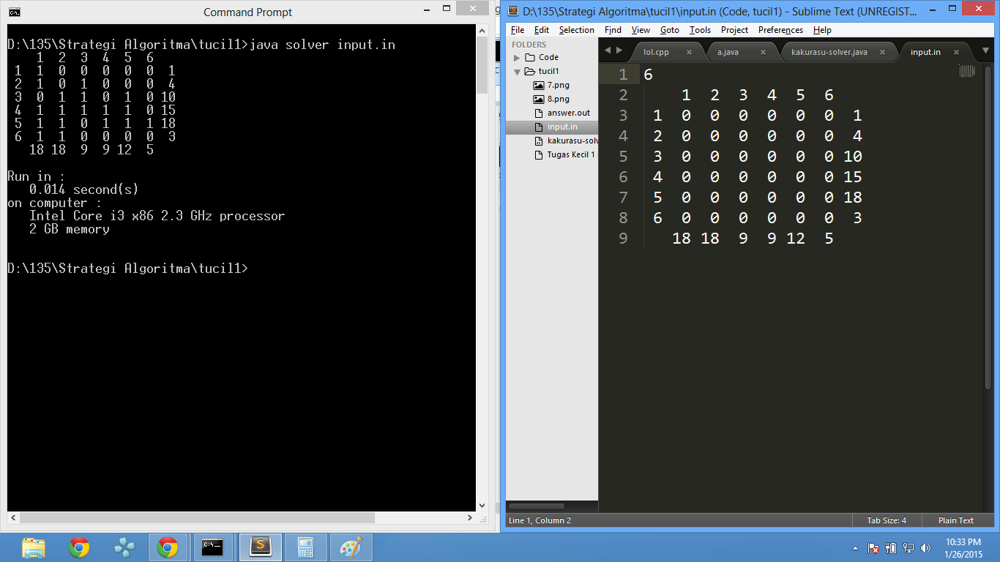 Command Prompt
D:\135\Strategi Algoritma\tucil1>java solver input.in
1 2 3 4 5 6
1 1 0 0 0 0 0 1
2 1 0 1 0 0 0 4
3 0 1 1 0 1 0 10
4 1 1 1 1 1 0 15
5 1 1 0 1 1 1 18
6 1 1 0 0 0 0 3
18 18 9 9 12 5
Run in :
0.014 second(s)
on computer :
Intel Core i3 x86 2.3 GHz processor
2 GB memory
D:\135\Strategi Algoritma\tucil1>
D:\135\Strategi Algoritma\tucil1\input.in (Code, tucil1) - Sublime Text (UNREGIST...
File Edit Selection Find View Goto Tools Project Preferences Help
FOLDERS
Code
tucil1
7.png
8.png
answer.out
input.in
kakurasu-solv
Tugas Kecil 1
lol.cpp a.java kakurasu-solver.java input.in
1 6
2 1 2 3 4 5 6
3 1 0 0 0 0 0 0 1
4 2 0 0 0 0 0 0 4
5 3 0 0 0 0 0 0 10
6 4 0 0 0 0 0 0 15
7 5 0 0 0 0 0 0 18
8 6 0 0 0 0 0 0 3
9 18 18 9 9 12 5
Line 1, Column 2 Tab Size: 4 Plain Text
10:33 PM
1/26/2015